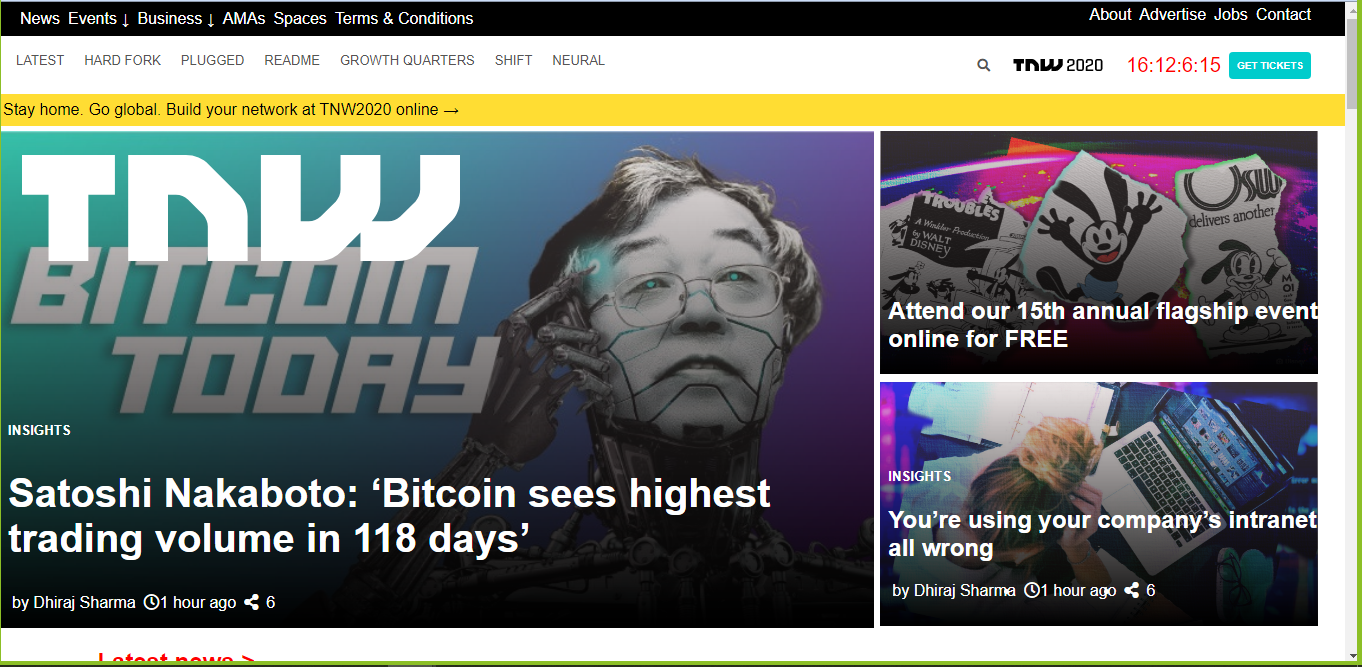 News Events ↓ Business ↓ AMAs Spaces Terms & Conditions
About Advertise Jobs Contact
LATEST HARD FORK PLUGGED README GROWTH QUARTERS SHIFT NEURAL
TNW 2020 16:12:6:15 GET TICKETS
Stay home. Go global. Build your network at TNW2020 online →
TNW
BITCOIN
TODAY
INSIGHTS
Satoshi Nakaboto: ‘Bitcoin sees highest
trading volume in 118 days’
by Dhiraj Sharma 1 hour ago 6
TROUBLES
A Winkler Production
by WALT
DISNEY
OSW
delivers another
Attend our 15th annual flagship event
online for FREE
INSIGHTS
You’re using your company’s intranet
all wrong
by Dhiraj Sharma 1 hour ago 6
Latest news >